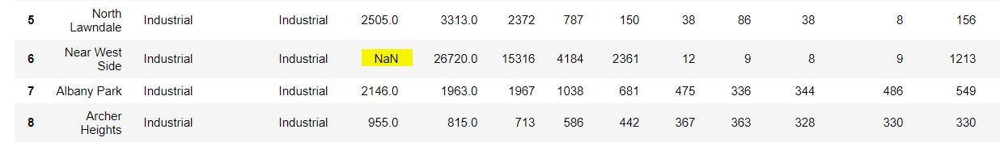 5 North Lawndale Industrial Industrial 2505.0 3313.0 2372 787 150 38 86 38 8 156
6 Near West Side Industrial Industrial NaN 26720.0 15316 4184 2361 12 9 8 9 1213
7 Albany Park Industrial Industrial 2146.0 1963.0 1967 1038 681 475 336 344 486 549
8 Archer Heights Industrial Industrial 955.0 815.0 713 586 442 367 363 328 330 330